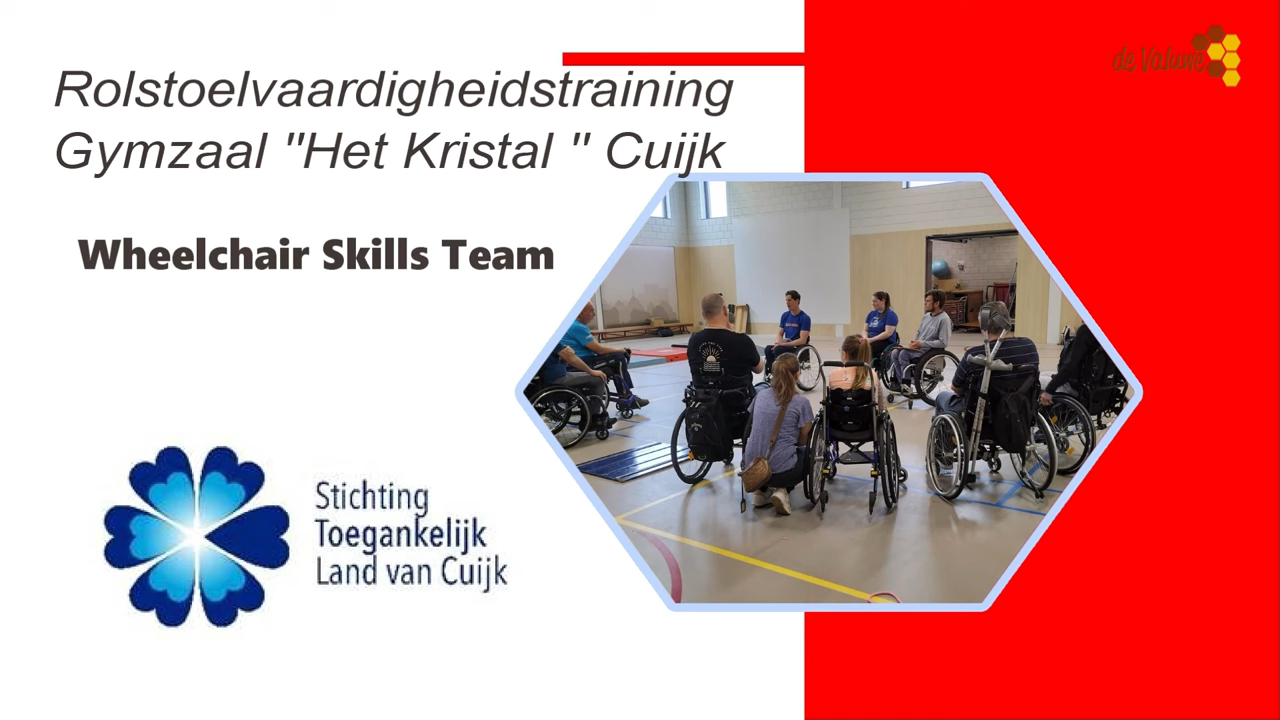 Rolstoelvaardigheidstraining
Gymzaal "Het Kristal " Cuijk
Wheelchair Skills Team
Stichting
Toegankelijk
Land van Cuijk
de Valuwe